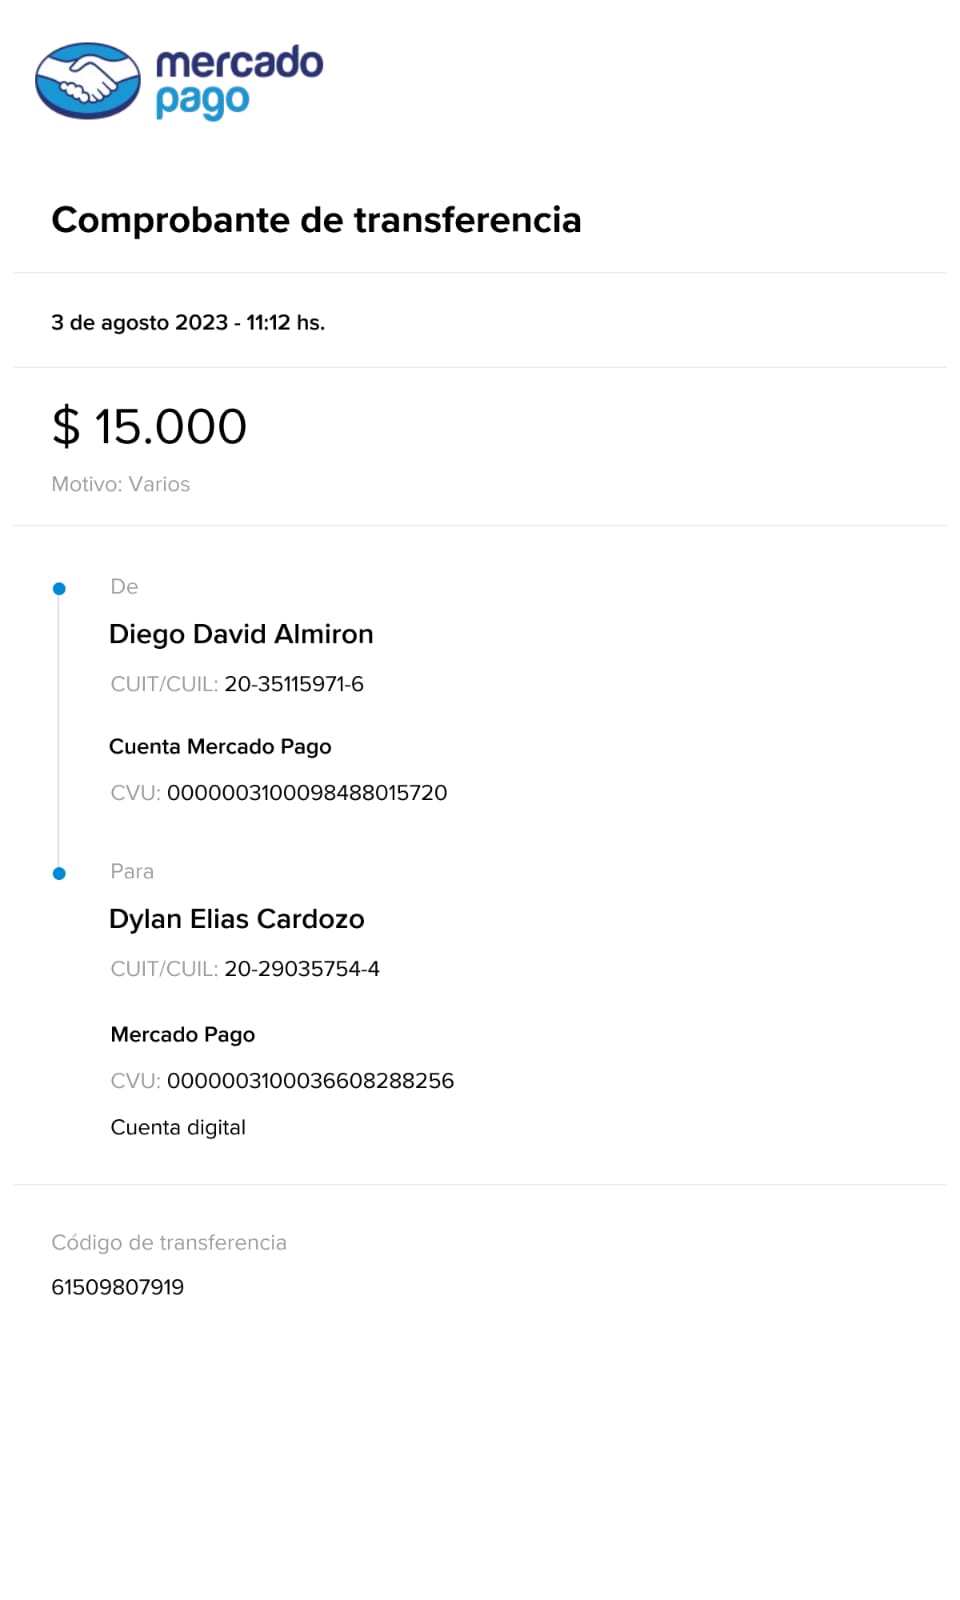 mercado
pago
Comprobante de transferencia
3 de agosto 2023 - 11:12 hs.
$ 15.000
Motivo: Varios
De
Diego David Almiron
CUIT/CUIL: 20-35115971-6
Cuenta Mercado Pago
CVU: 0000003100098488015720
Para
Dylan Elias Cardozo
CUIT/CUIL: 20-29035754-4
Mercado Pago
CVU: 0000003100036608288256
Cuenta digital
Código de transferencia
61509807919